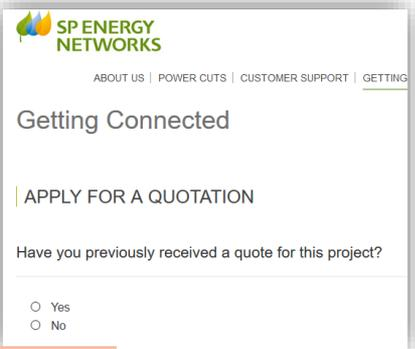 SP ENERGY
NETWORKS
ABOUT US | POWER CUTS | CUSTOMER SUPPORT | GETTING
Getting Connected
APPLY FOR A QUOTATION
Have you previously received a quote for this project?
Yes
No